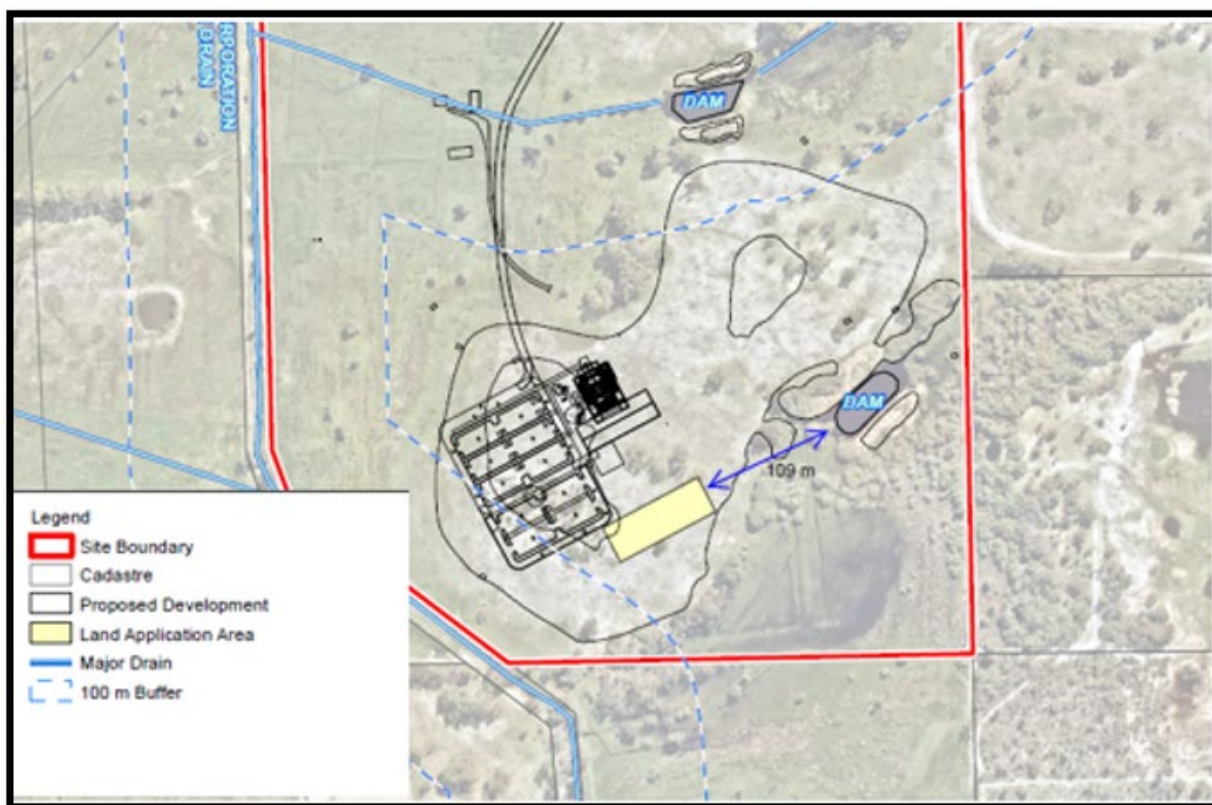 RPORATION
DRAIN
DAM
DAM
109 m
Legend
Site Boundary
Cadastre
Proposed Development
Land Application Area
Major Drain
100 m Buffer